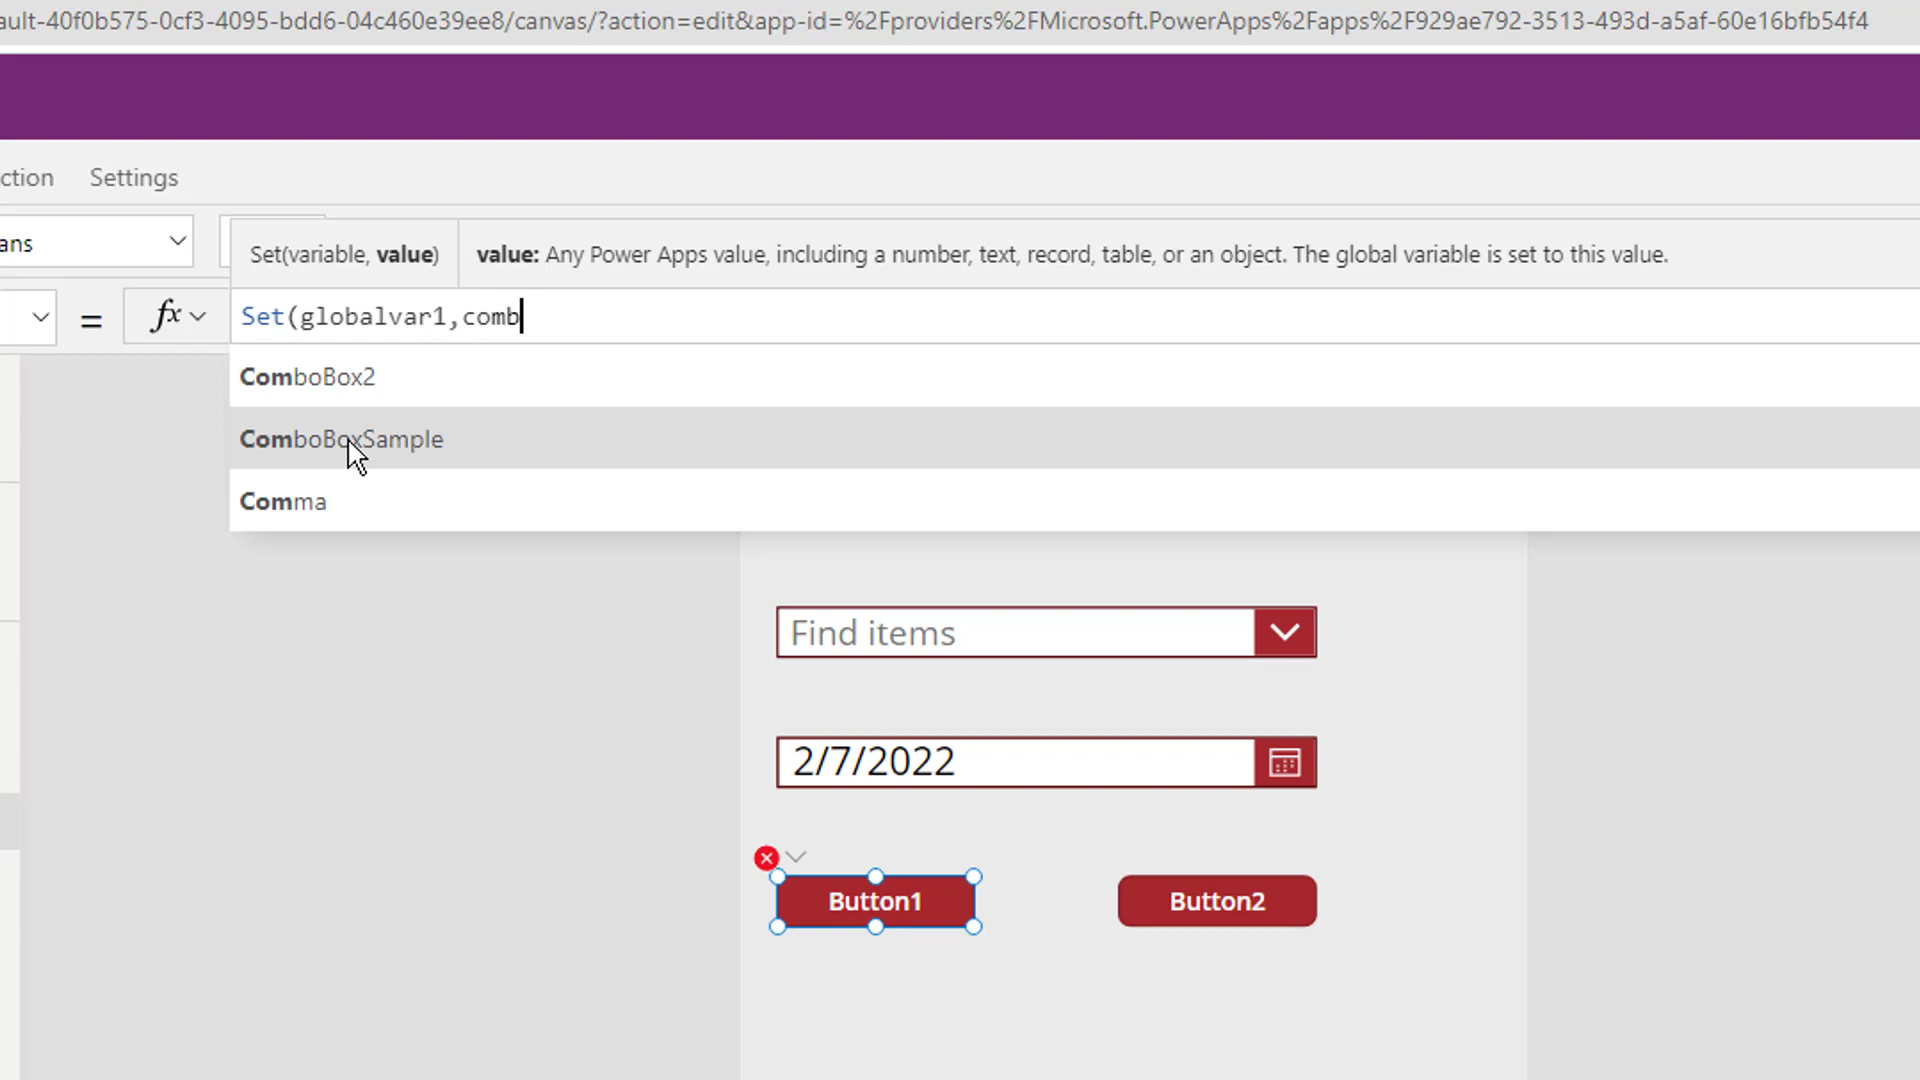 ault-40f0b575-0cf3-4095-bdd6-04c460e39ee8/canvas/?action=edit&app-id=%2Fproviders%2FMicrosoft.PowerApps%2Fapps%2F929ae792-3513-493d-a5af-60e16bfb54f4
ction Settings
ans
Set(variable, value) value: Any Power Apps value, including a number, text, record, table, or an object. The global variable is set to this value.
= fx Set(globalvar1,comb
ComboBox2
ComboBoxSample
Comma
Find items
2/7/2022
Button1 Button2